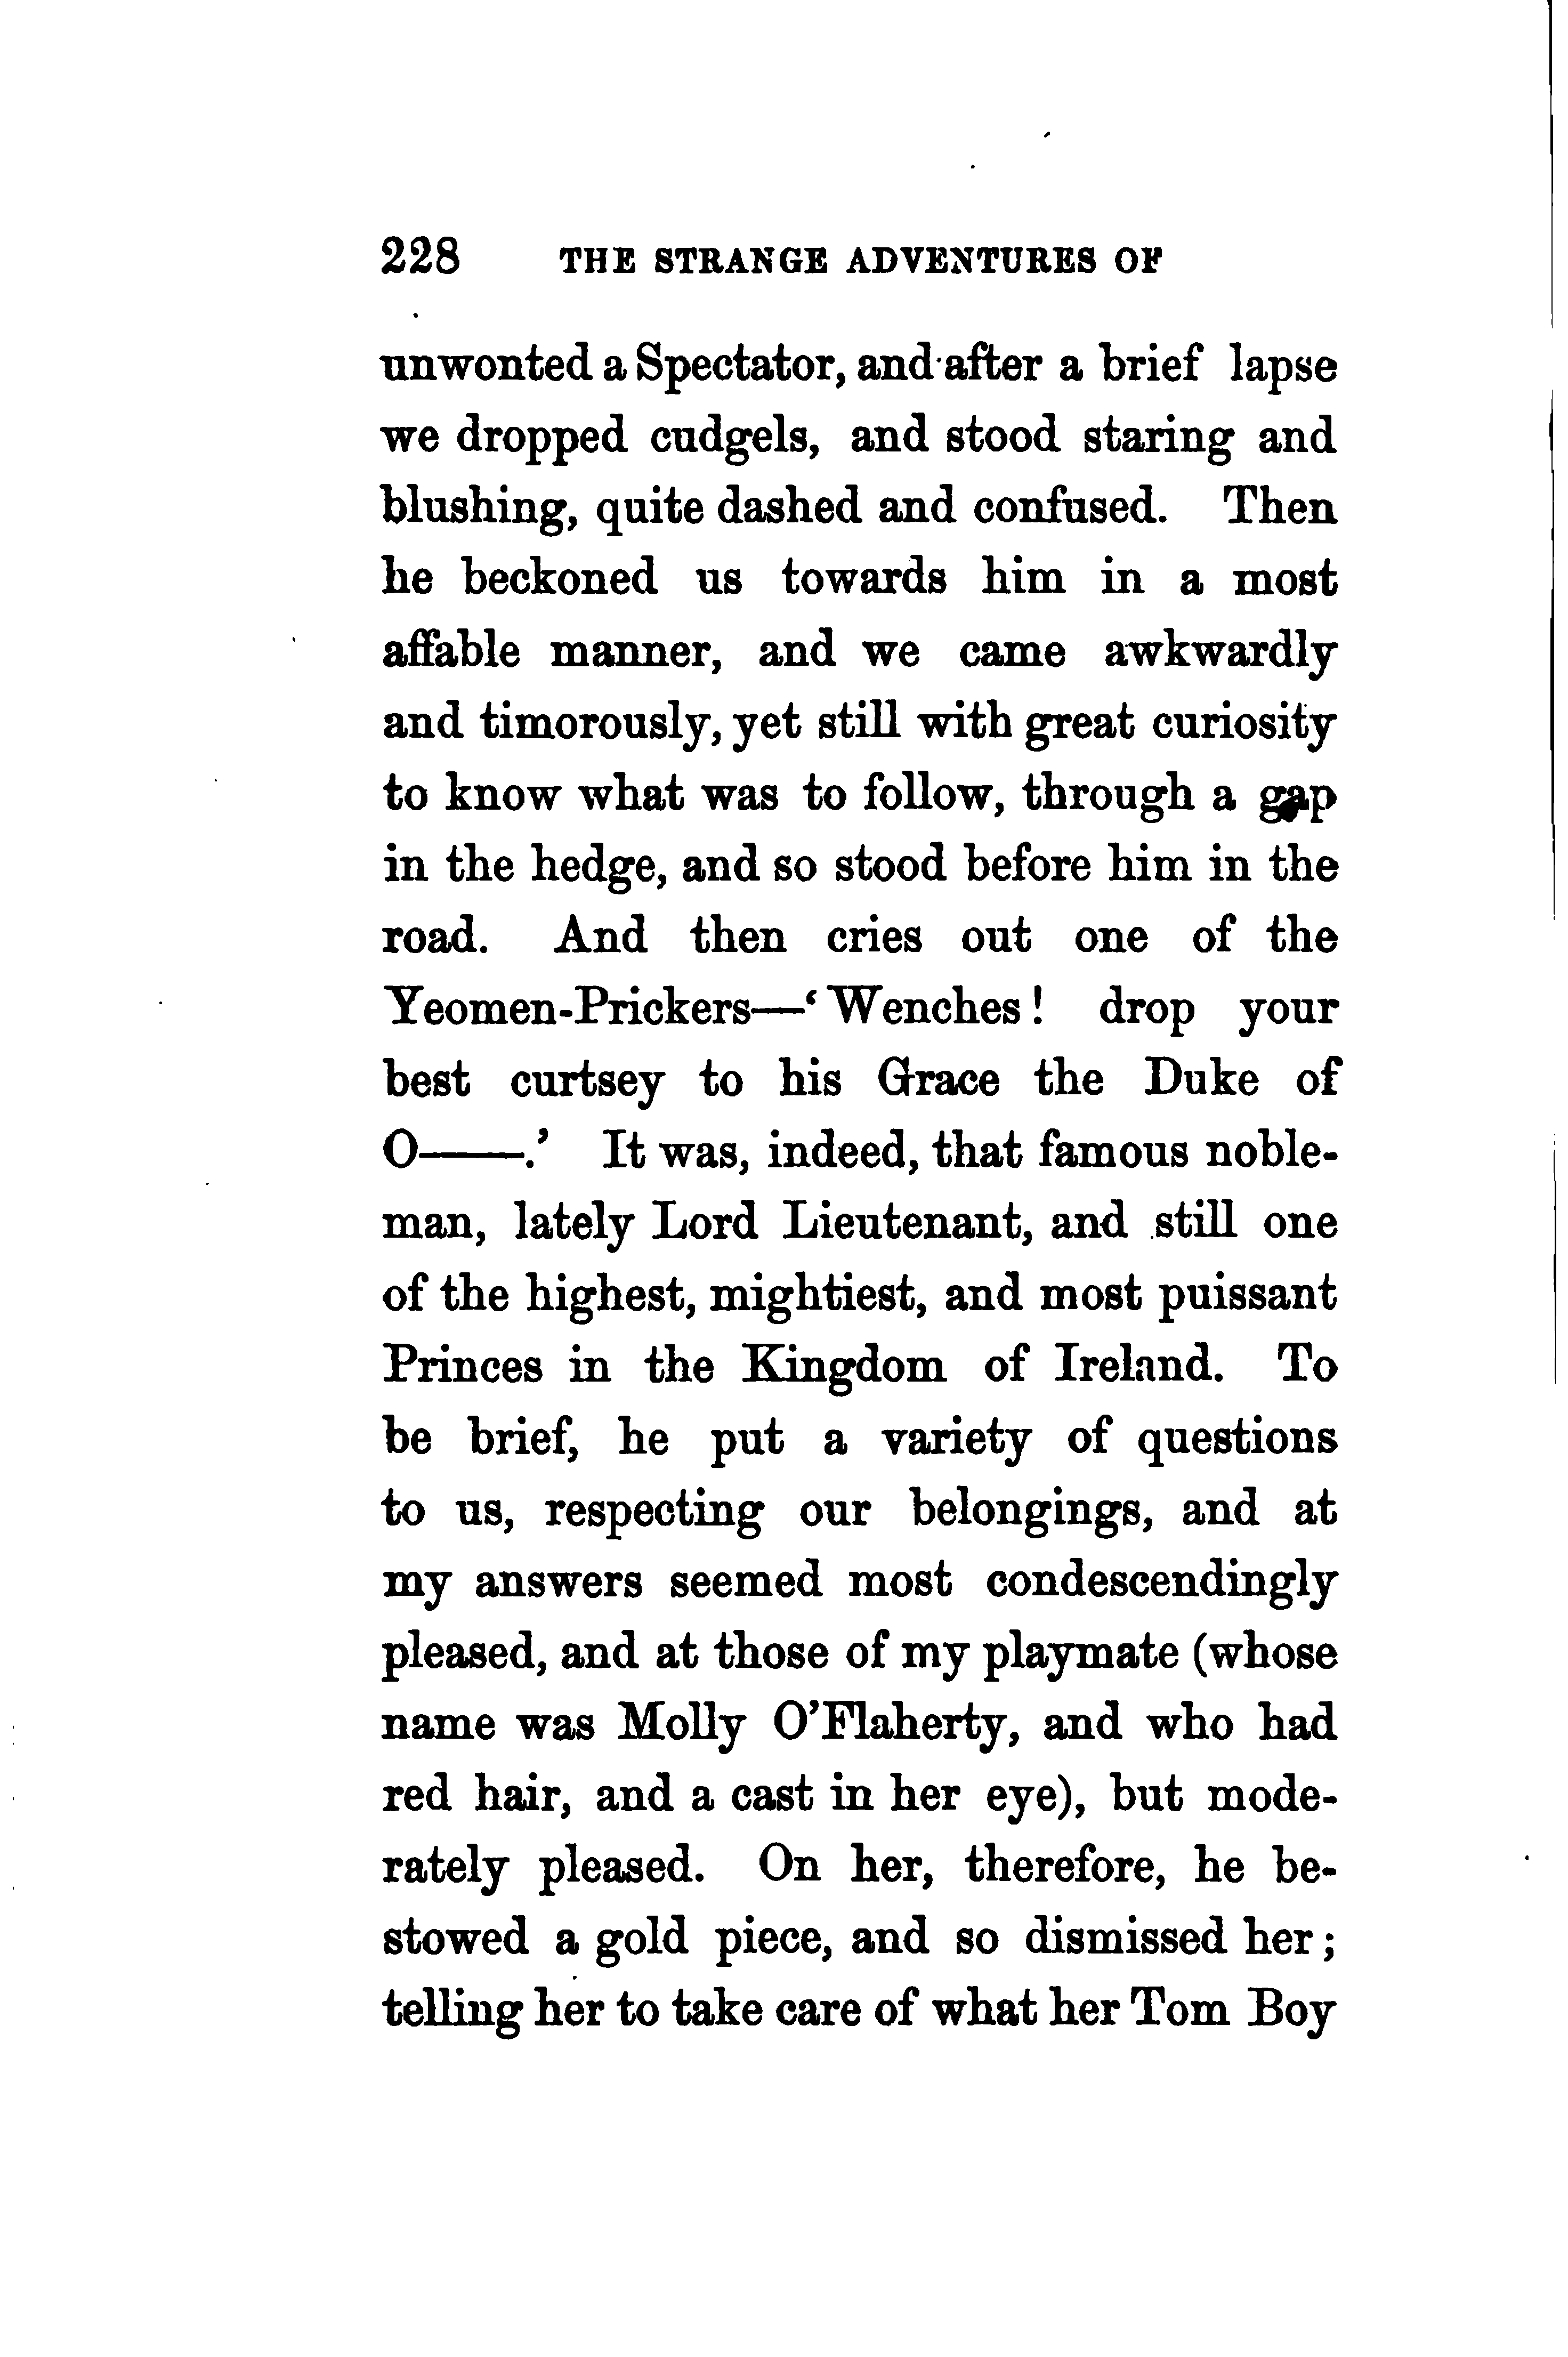 228 THE STRANGE ADVENTURES OF
unwonted a Spectator, and after a brief lapse
we dropped cudgels, and stood staring and
blushing, quite dashed and confused. Then
he beckoned us towards him in a most
affable manner, and we came awkwardly
and timorously, yet still with great curiosity
to know what was to follow, through a gap
in the hedge, and so stood before him in the
road. And then cries out one of the
Yeomen-Prickers—‘Wenches! drop your
best curtsey to his Grace the Duke of
O——.’ It was, indeed, that famous noble-
man, lately Lord Lieutenant, and still one
of the highest, mightiest, and most puissant
Princes in the Kingdom of Ireland. To
be brief, he put a variety of questions
to us, respecting our belongings, and at
my answers seemed most condescendingly
pleased, and at those of my playmate (whose
name was Molly O’Flaherty, and who had
red hair, and a cast in her eye), but mode-
rately pleased. On her, therefore, he be-
stowed a gold piece, and so dismissed her;
telling her to take care of what her Tom Boy